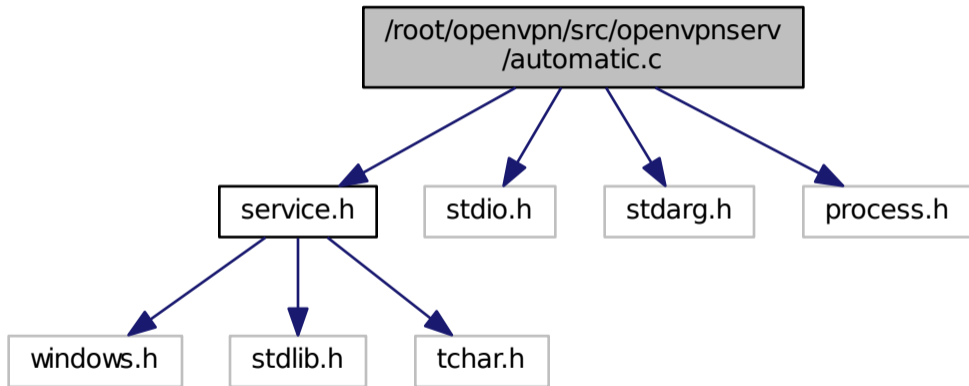 /root/openvpn/src/openvpnserv
/automatic.c
service.h
stdio.h
stdarg.h
process.h
windows.h
stdlib.h
tchar.h